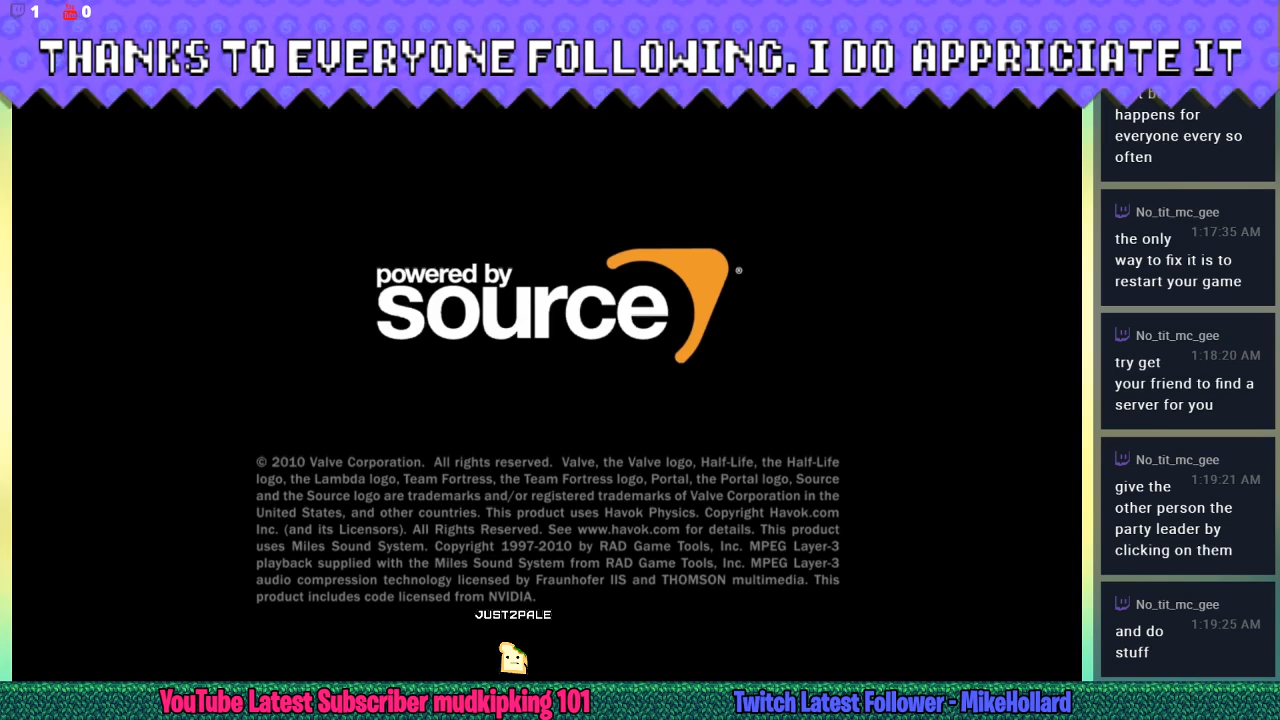 1 0
THANKS TO EVERYONE FOLLOWING. I DO APPRICIATE IT
happens for
everyone every so
often
No_tit_mc_gee
1:17:35 AM
the only
way to fix it is to
restart your game
No_tit_mc_gee
1:18:20 AM
try get
your friend to find a
server for you
No_tit_mc_gee
1:19:21 AM
give the
other person the
party leader by
clicking on them
No_tit_mc_gee
1:19:25 AM
and do
stuff
powered by
source ®
© 2010 Valve Corporation. All rights reserved. Valve, the Valve logo, Half-Life, the Half-Life
logo, the Lambda logo, Team Fortress, the Team Fortress logo, Portal, the Portal logo, Source
and the Source logo are trademarks and/or registered trademarks of Valve Corporation in the
United States, and other countries. This product uses Havok Physics. Copyright Havok.com
Inc. (and its Licensors). All Rights Reserved. See www.havok.com for details. This product
uses Miles Sound System. Copyright 1997-2010 by RAD Game Tools, Inc. MPEG Layer-3
playback supplied with the Miles Sound System from RAD Game Tools, Inc. MPEG Layer-3
audio compression technology licensed by Fraunhofer IIS and THOMSON multimedia. This
product includes code licensed from NVIDIA.
JUST2PALE
YouTube Latest Subscriber mudkipking 101
Twitch Latest Follower - MikeHollard